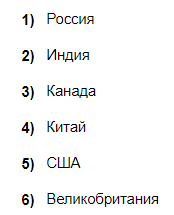 1) Россия
2) Индия
3) Канада
4) Китай
5) США
6) Великобритания